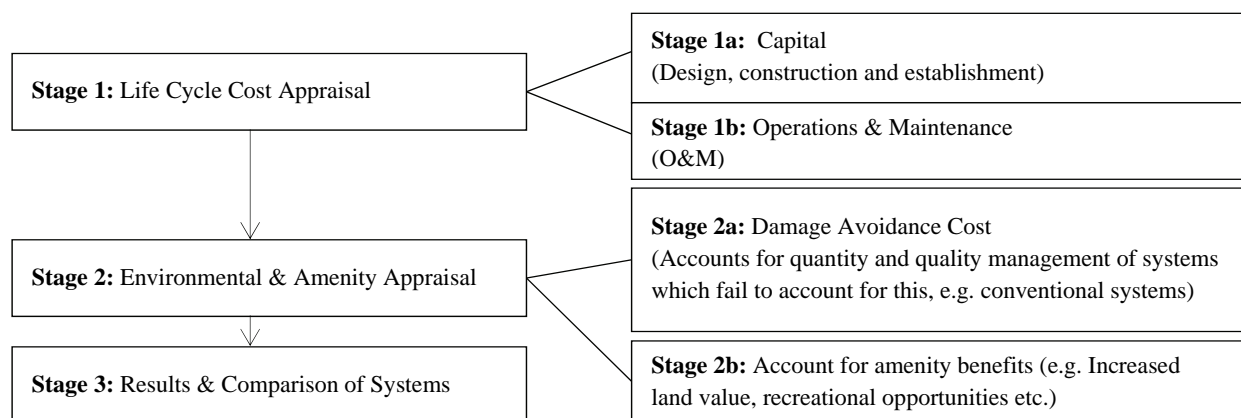 Stage 1: Life Cycle Cost Appraisal
Stage 1a: Capital
(Design, construction and establishment)
Stage 1b: Operations & Maintenance
(O&M)
Stage 2: Environmental & Amenity Appraisal
Stage 2a: Damage Avoidance Cost
(Accounts for quantity and quality management of systems
which fail to account for this, e.g. conventional systems)
Stage 2b: Account for amenity benefits (e.g. Increased
land value, recreational opportunities etc.)
Stage 3: Results & Comparison of Systems